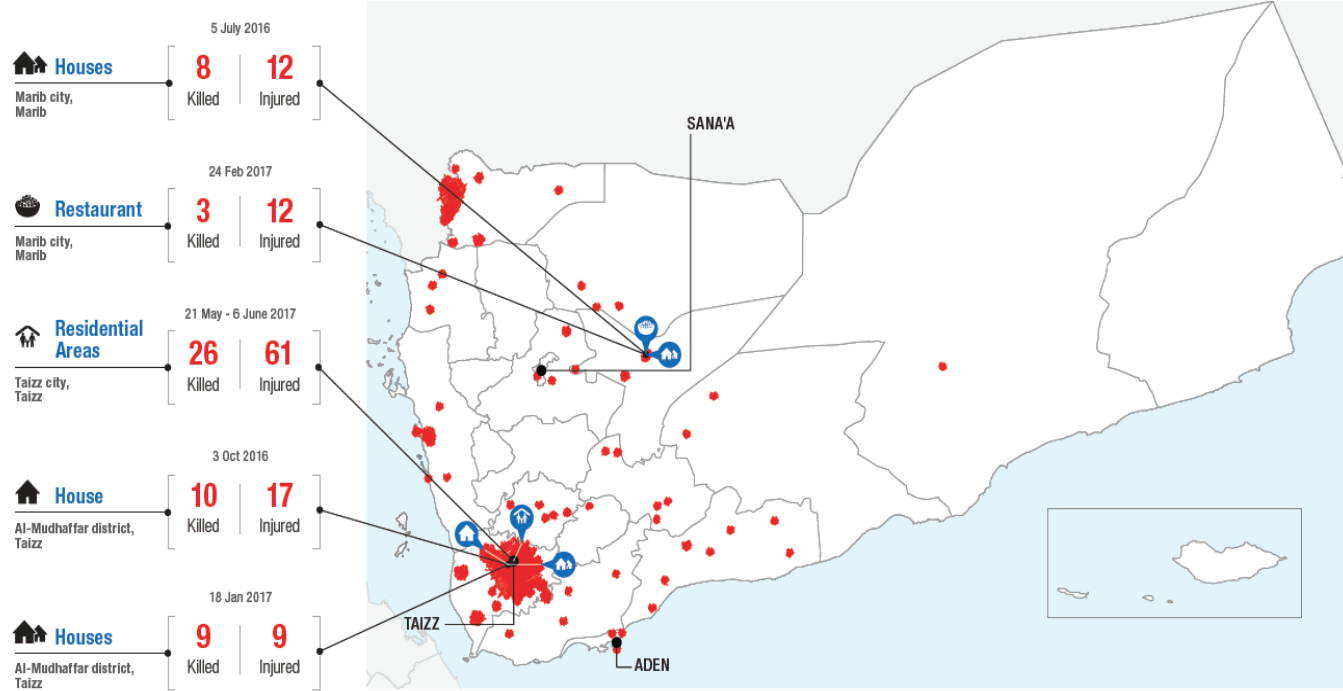 5 July 2016
Houses
8
12
Killed
Injured
Marib city,
Marib
24 Feb 2017
Restaurant
3
12
Killed
Injured
Marib city,
Marib
21 May - 6 June 2017
Residential
Areas
26
61
Killed
Injured
Taizz city,
Taizz
3 Oct 2016
House
10
17
Killed
Injured
Al-Mudhaffar district,
Taizz
18 Jan 2017
Houses
9
9
Killed
Injured
Al-Mudhaffar district,
Taizz
SANA'A
TAIZZ
ADEN